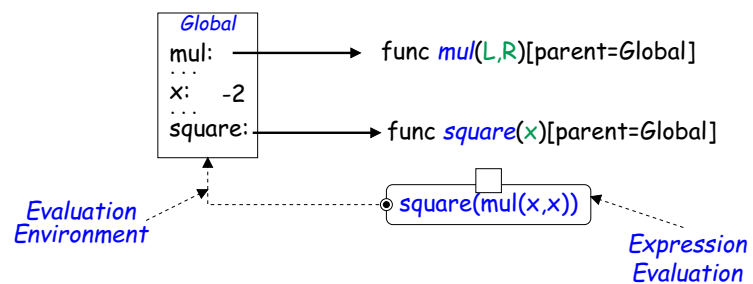 Global
mul:
func mul(L,R)[parent=Global]
...
x: -2
...
square:
func square(x)[parent=Global]
square(mul(x,x))
Evaluation
Environment
Expression
Evaluation